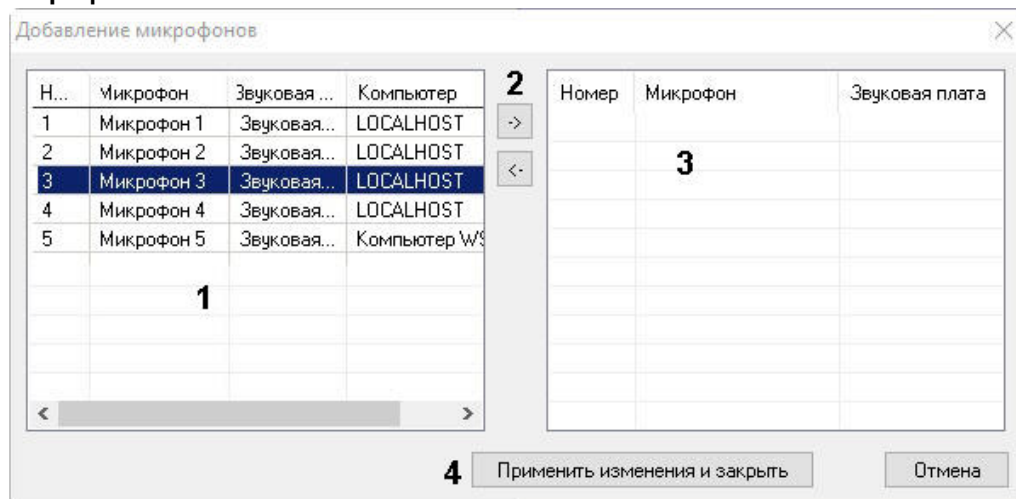 Добавление микрофонов
Н... Микрофон Звуковая ... Компьютер
1 Микрофон 1 Звуковая... LOCALHOST
2 Микрофон 2 Звуковая... LOCALHOST
3 Микрофон 3 Звуковая... LOCALHOST
4 Микрофон 4 Звуковая... LOCALHOST
5 Микрофон 5 Звуковая... Компьютер WS
1
2
->
<-
Номер Микрофон Звуковая плата
3
4 Применить изменения и закрыть Отмена